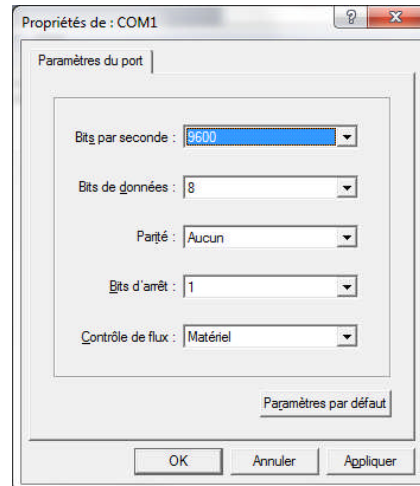 Propriétés de : COM1
Paramètres du port
Bits par seconde : 9600
Bits de données : 8
Parité : Aucun
Bits d'arrêt : 1
Contrôle de flux : Matériel
Paramètres par défaut
OK Annuler Appliquer